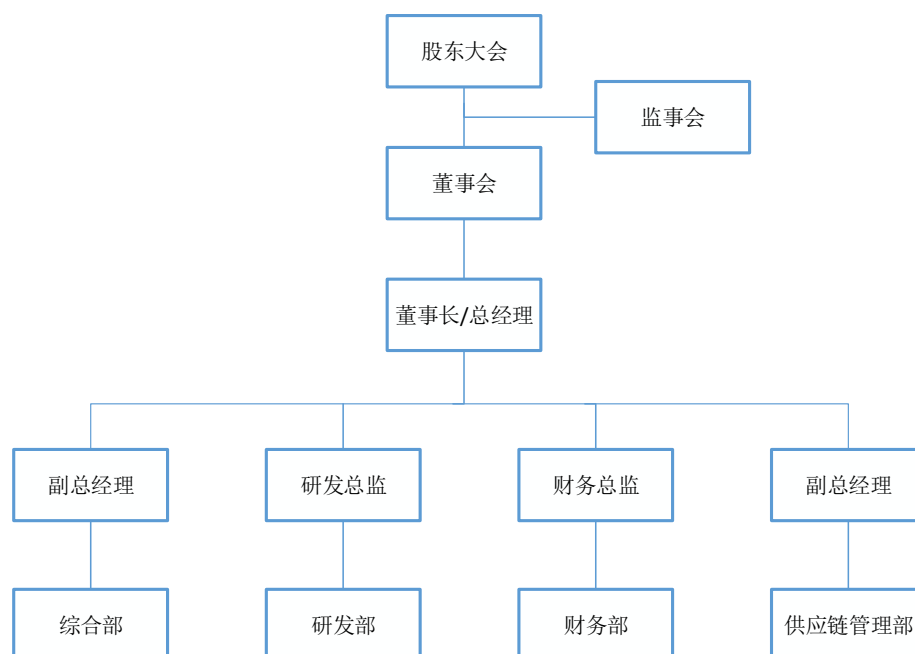 股东大会
监事会
董事会
董事长/总经理
副总经理
研发总监
财务总监
副总经理
综合部
研发部
财务部
供应链管理部